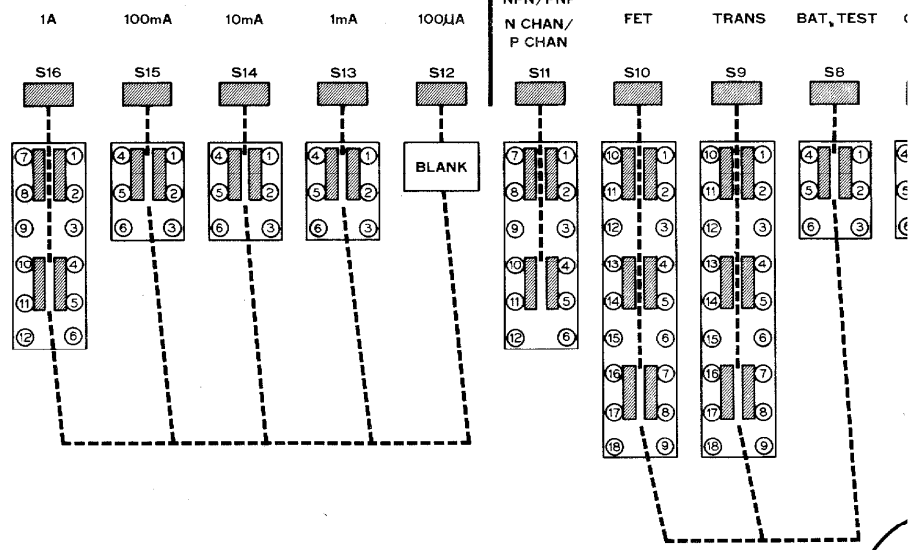 NPN/PNP
1A 100mA 10mA 1mA 100µA N CHAN/ FET TRANS BAT, TEST
P CHAN
S16 S15 S14 S13 S12 S11 S10 S9 S8
7 1 4 1 4 1 4 1 BLANK 7 1 10 1 10 1 4 1 4
8 2 5 2 5 2 5 2 8 2 11 2 11 2 5 2 5
9 3 6 3 6 3 6 3 9 3 12 3 12 3 6 3 6
10 4 10 4 13 4 13 4
11 5 11 5 14 5 14 5
12 6 12 6 15 6 15 6
16 7 16 7
17 8 17 8
18 9 18 9